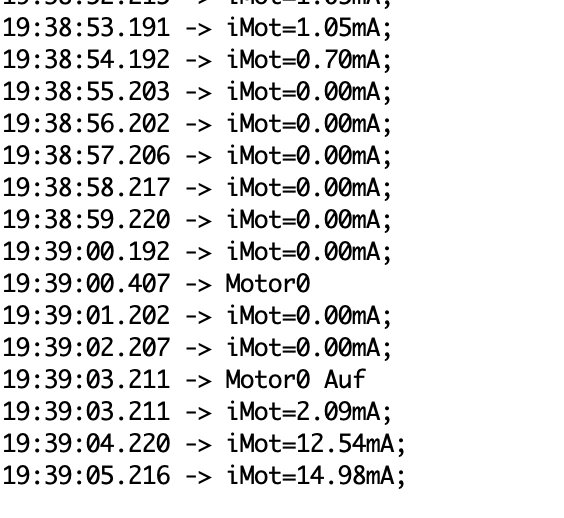 19:38:53.191 -> iMot=1.05mA;
19:38:54.192 -> iMot=0.70mA;
19:38:55.203 -> iMot=0.00mA;
19:38:56.202 -> iMot=0.00mA;
19:38:57.206 -> iMot=0.00mA;
19:38:58.217 -> iMot=0.00mA;
19:38:59.220 -> iMot=0.00mA;
19:39:00.192 -> iMot=0.00mA;
19:39:00.407 -> Motor0
19:39:01.202 -> iMot=0.00mA;
19:39:02.207 -> iMot=0.00mA;
19:39:03.211 -> Motor0 Auf
19:39:03.211 -> iMot=2.09mA;
19:39:04.220 -> iMot=12.54mA;
19:39:05.216 -> iMot=14.98mA;